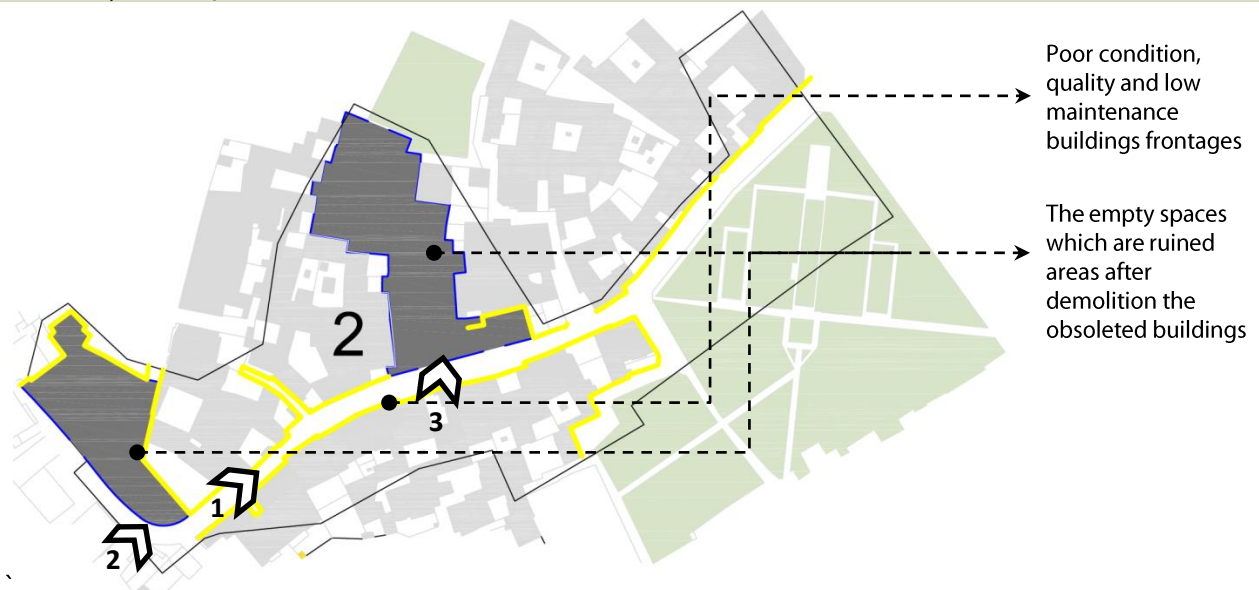 Poor condition,
quality and low
maintenance
buildings frontages
The empty spaces
which are ruined
areas after
demolition the
obsoleted buildings
2
3
1
2